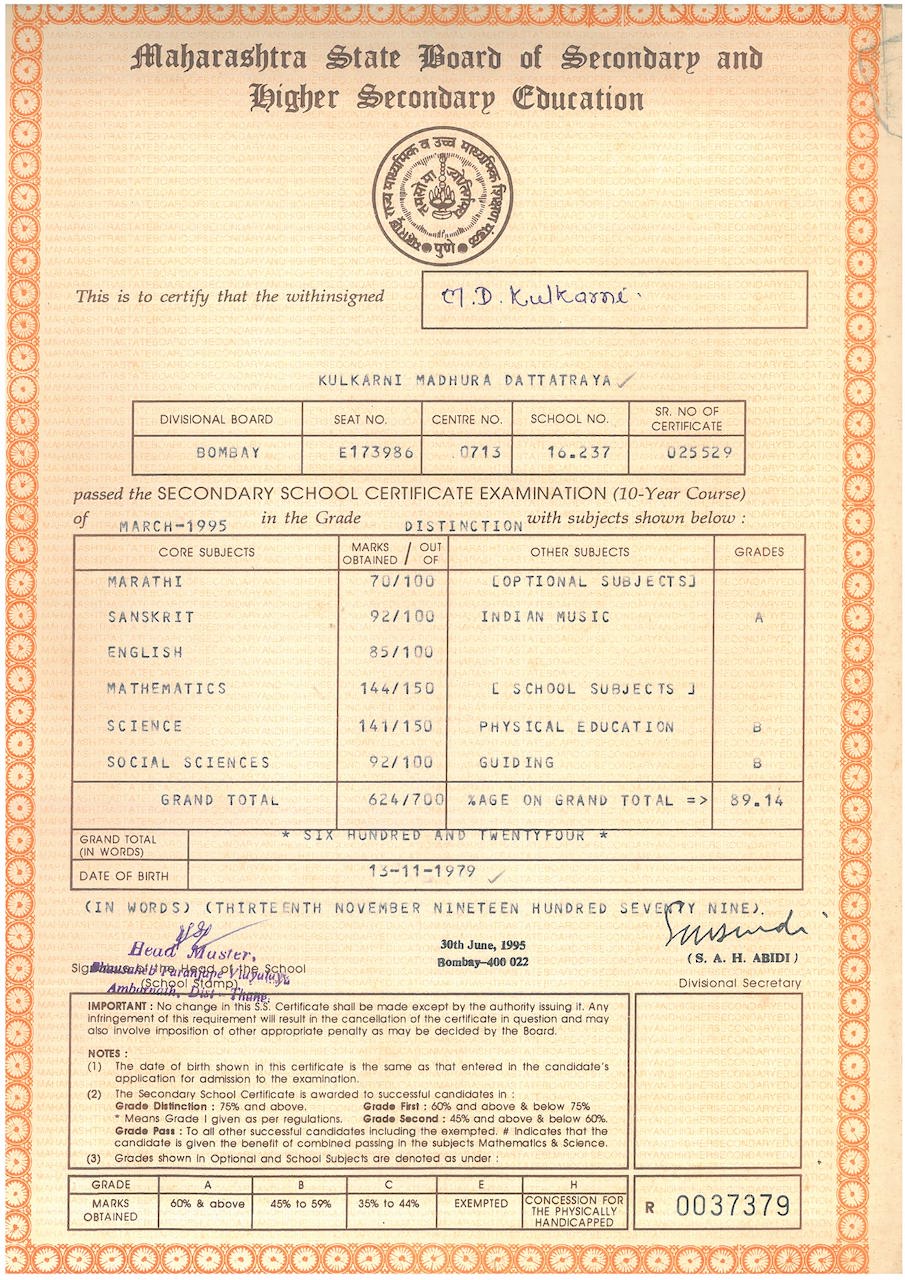 Maharashtra State Board of Secondary and
Higher Secondary Education
महाराष्ट्र राज्य माध्यमिक व उच्च माध्यमिक शिक्षण मंडळ
तमसो मा ज्योतिर्गमय
पुणे
This is to certify that the withinsigned
M. D. Kulkarni.
KULKARNI MADHURA DATTATRAYA
DIVISIONAL BOARD SEAT NO. CENTRE NO. SCHOOL NO. SR. NO OF CERTIFICATE
BOMBAY E173986 0713 16.237 025529
passed the SECONDARY SCHOOL CERTIFICATE EXAMINATION (10-Year Course)
of MARCH-1995 in the Grade DISTINCTION with subjects shown below :
CORE SUBJECTS MARKS OBTAINED / OUT OF OTHER SUBJECTS GRADES
MARATHI 70/100 [OPTIONAL SUBJECTS]
SANSKRIT 92/100 INDIAN MUSIC A
ENGLISH 85/100
MATHEMATICS 144/150 [ SCHOOL SUBJECTS ]
SCIENCE 141/150 PHYSICAL EDUCATION B
SOCIAL SCIENCES 92/100 GUIDING B
GRAND TOTAL 624/700 %AGE ON GRAND TOTAL => 89.14
GRAND TOTAL (IN WORDS) * SIX HUNDRED AND TWENTYFOUR *
DATE OF BIRTH 13-11-1979
(IN WORDS) (THIRTEENTH NOVEMBER NINETEEN HUNDRED SEVENTY NINE).
Head Master,
30th June, 1995
Bombay-400 022
(S. A. H. ABIDI)
Signature of the Head of the School
Bhausaheb Paranjape Vidyalaya
(School Stamp)
Ambarnath, Dist-Thane.
Divisional Secretary
IMPORTANT : No change in this S.S. Certificate shall be made except by the authority issuing it. Any
infringement of this requirement will result in the cancellation of the certificate in question and may
also involve imposition of other appropriate penalty as may be decided by the Board.
NOTES :
(1) The date of birth shown in this certificate is the same as that entered in the candidate's
application for admission to the examination.
(2) The Secondary School Certificate is awarded to successful candidates in :
Grade Distinction : 75% and above. Grade First : 60% and above & below 75%
* Means Grade I given as per regulations. Grade Second : 45% and above & below 60%.
Grade Pass : To all other successful candidates including the exempted. # Indicates that the
candidate is given the benefit of combined passing in the subjects Mathematics & Science.
(3) Grades shown in Optional and School Subjects are denoted as under :
GRADE A B C E H
MARKS OBTAINED 60% & above 45% to 59% 35% to 44% EXEMPTED CONCESSION FOR THE PHYSICALLY HANDICAPPED
R 0037379